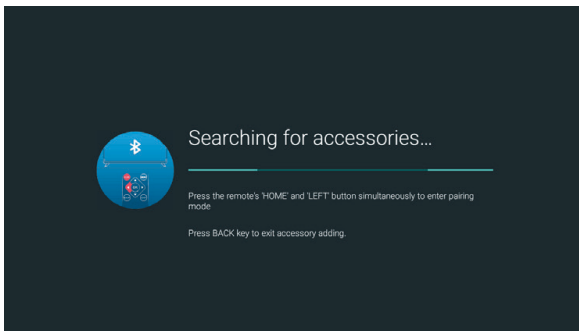 Searching for accessories...
Press the remote's 'HOME' and 'LEFT' button simultaneously to enter pairing
mode
Press BACK key to exit accessory adding.